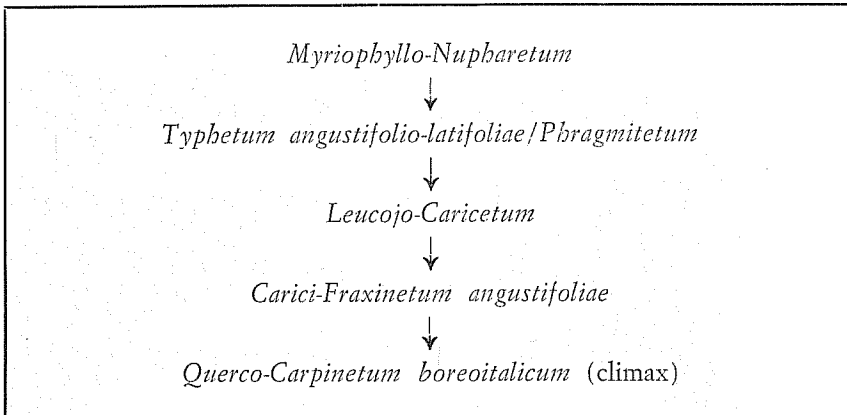 Myriophyllo-Nupharetum
Typhetum angustifolio-latifoliae/Phragmitetum
Leucojo-Caricetum
Carici-Fraxinetum angustifoliae
Querco-Carpinetum boreoitalicum (climax)